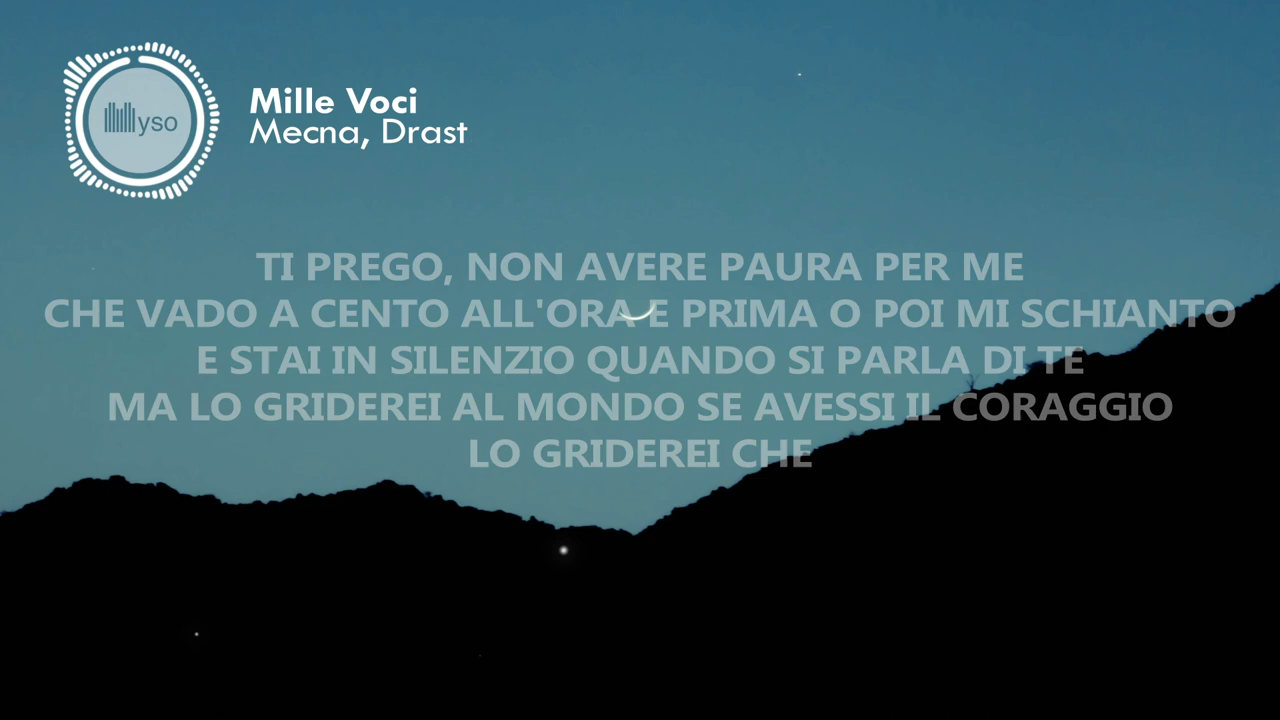 yso
Mille Voci
Mecna, Drast
TI PREGO, NON AVERE PAURA PER ME
CHE VADO A CENTO ALL'ORA E PRIMA O POI MI SCHIANTO
E STAI IN SILENZIO QUANDO SI PARLA DI TE
MA LO GRIDEREI AL MONDO SE AVESSI IL CORAGGIO
LO GRIDEREI CHE